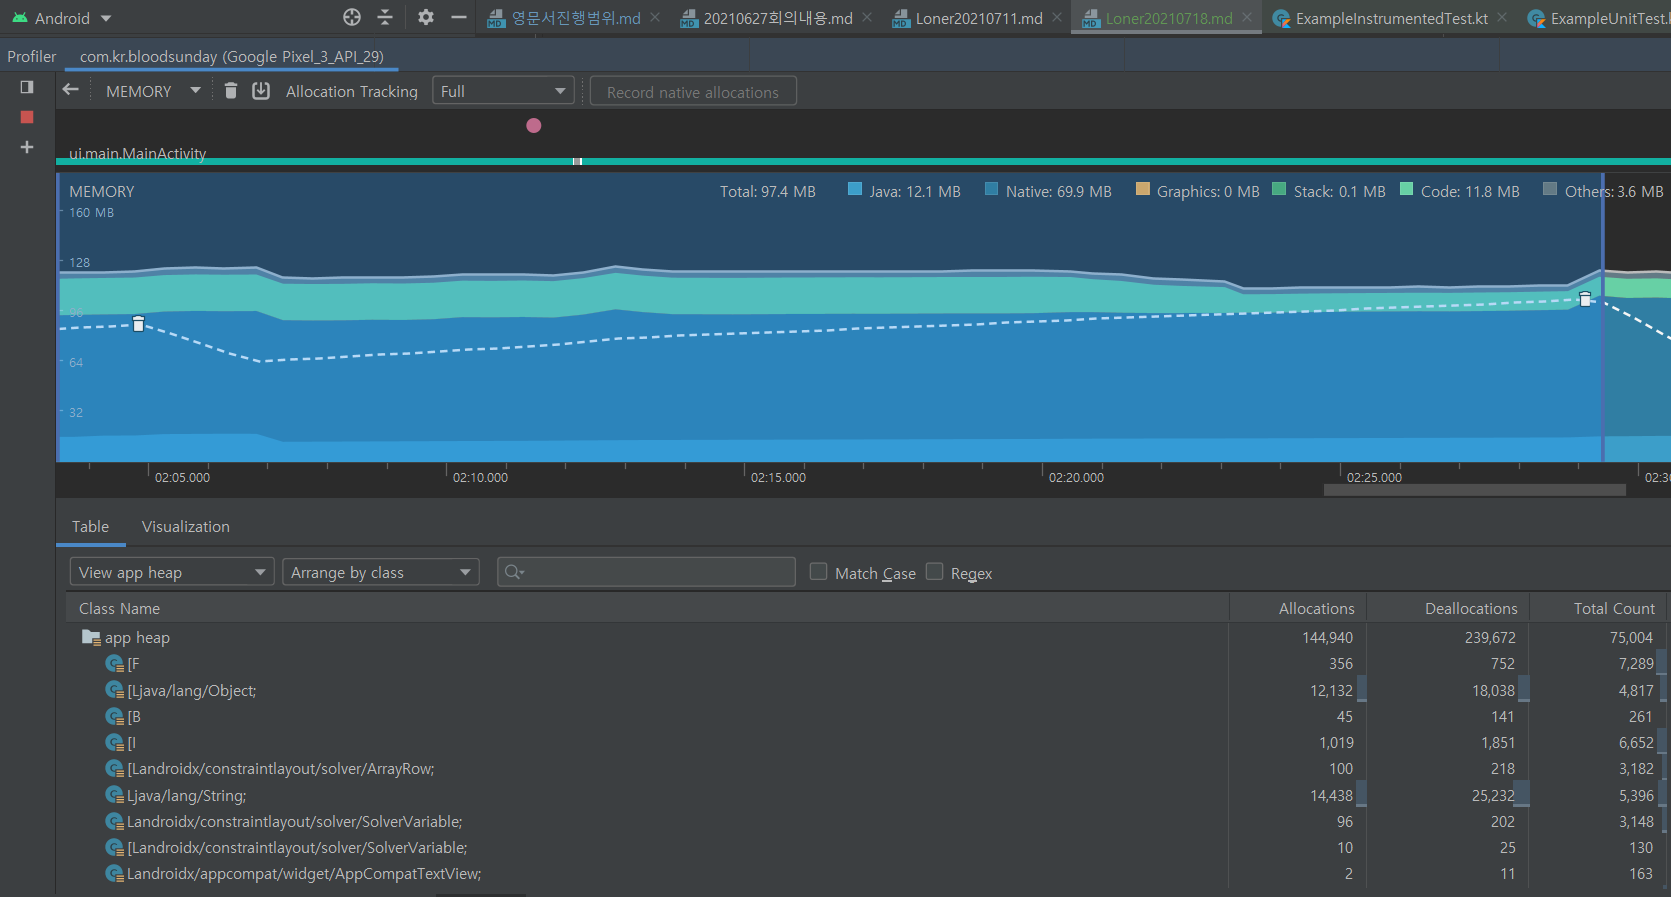 Android
영문서진행범위.md
20210627회의내용.md
Loner20210711.md
Loner20210718.md
ExampleInstrumentedTest.kt
ExampleUnitTest.k
Profiler
com.kr.bloodsunday (Google Pixel_3_API_29)
MEMORY
Allocation Tracking
Full
Record native allocations
ui.main.MainActivity
MEMORY
Total: 97.4 MB
Java: 12.1 MB
Native: 69.9 MB
Graphics: 0 MB
Stack: 0.1 MB
Code: 11.8 MB
Others: 3.6 MB
160 MB
128
96
64
32
02:05.000
02:10.000
02:15.000
02:20.000
02:25.000
02:3
Table
Visualization
View app heap
Arrange by class
Match Case
Regex
Class Name Allocations Deallocations Total Count
app heap 144,940 239,672 75,004
[F 356 752 7,289
[Ljava/lang/Object; 12,132 18,038 4,817
[B 45 141 261
[I 1,019 1,851 6,652
[Landroidx/constraintlayout/solver/ArrayRow; 100 218 3,182
Ljava/lang/String; 14,438 25,232 5,396
Landroidx/constraintlayout/solver/SolverVariable; 96 202 3,148
[Landroidx/constraintlayout/solver/SolverVariable; 10 25 130
Landroidx/appcompat/widget/AppCompatTextView; 2 11 163